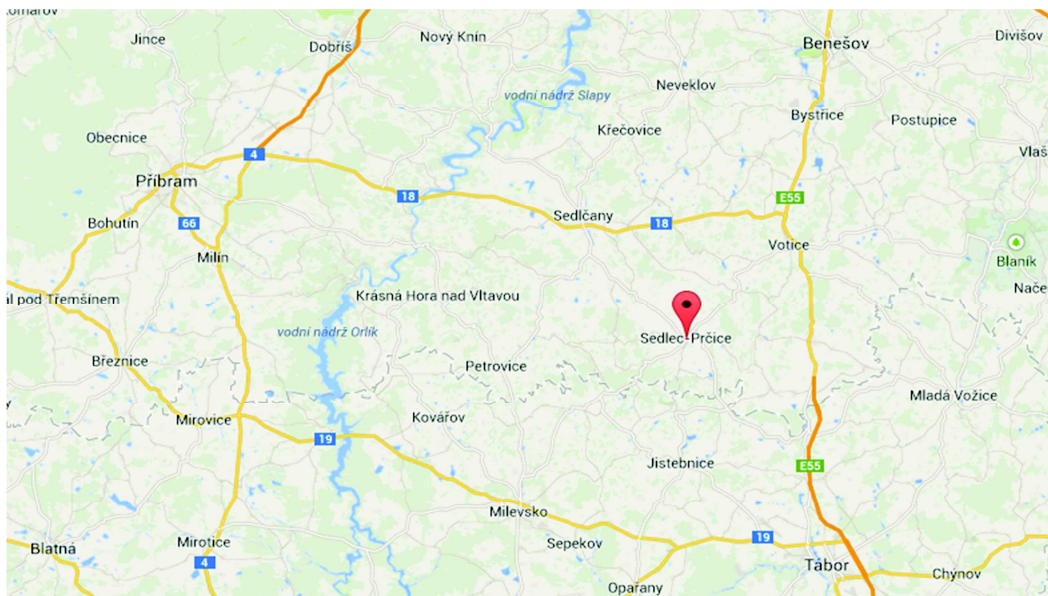 Jince
Dobříš
Nový Knín
Benešov
Divišov
Neveklov
vodní nádrž Slapy
Bystřice
Postupice
Křečovice
Obecnice
4
Vlaš
Příbram
18
E55
Sedlčany
18
66
Bohutín
Votice
Milín
Blaník
Nače
ál pod Třemšínem
Krásná Hora nad Vltavou
vodní nádrž Orlík
Sedlec-Prčice
Březnice
Petrovice
Mladá Vožice
y
Mirovice
Kovářov
19
Jistebnice
E55
Milevsko
Mirotice
Sepekov
19
Blatná
4
Tábor
Chýnov
Opařany